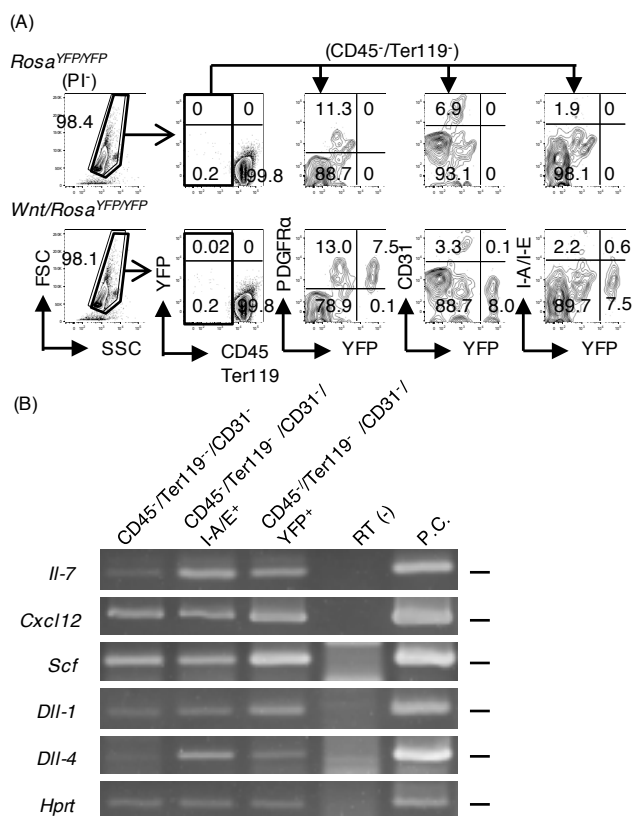 (A)
Rosa^YFP/YFP
(PI⁻)
(CD45⁻/Ter119⁻)
98.4
0 0
0.2 99.8
11.3 0
88.7 0
6.9 0
93.1 0
1.9 0
98.1 0
Wnt/Rosa^YFP/YFP
98.1
0.02 0
0.2 99.8
13.0 7.5
78.9 0.1
3.3 0.1
88.7 8.0
2.2 0.6
89.7 7.5
FSC
SSC
YFP
CD45
Ter119
PDGFRα
YFP
CD31
YFP
I-A/I-E
YFP
(B)
CD45⁻/Ter119⁻/CD31⁻
CD45⁻/Ter119⁻ /CD31⁻/
I-A/E⁺
CD45⁻/Ter119⁻ /CD31⁻/
YFP⁺
RT (-)
P.C.
Il-7
Cxcl12
Scf
Dll-1
Dll-4
Hprt